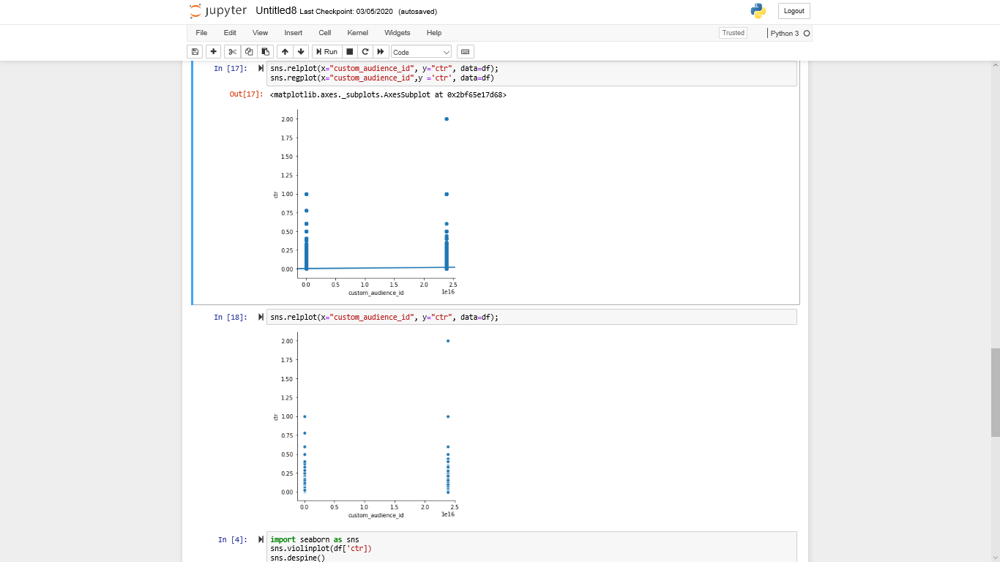 jupyter Untitled8 Last Checkpoint: 03/05/2020 (autosaved) Logout
File Edit View Insert Cell Kernel Widgets Help Trusted Python 3
Run Code
In [17]: sns.relplot(x="custom_audience_id", y="ctr", data=df);
sns.regplot(x="custom_audience_id",y ='ctr', data=df)
Out[17]: <matplotlib.axes._subplots.AxesSubplot at 0x2bf65e17d68>
2.00
1.75
1.50
1.25
ctr 1.00
0.75
0.50
0.25
0.00
0.0 0.5 1.0 1.5 2.0 2.5
custom_audience_id 1e16
In [18]: sns.relplot(x="custom_audience_id", y="ctr", data=df);
2.00
1.75
1.50
1.25
ctr 1.00
0.75
0.50
0.25
0.00
0.0 0.5 1.0 1.5 2.0 2.5
custom_audience_id 1e16
In [4]: import seaborn as sns
sns.violinplot(df['ctr])
sns.despine()